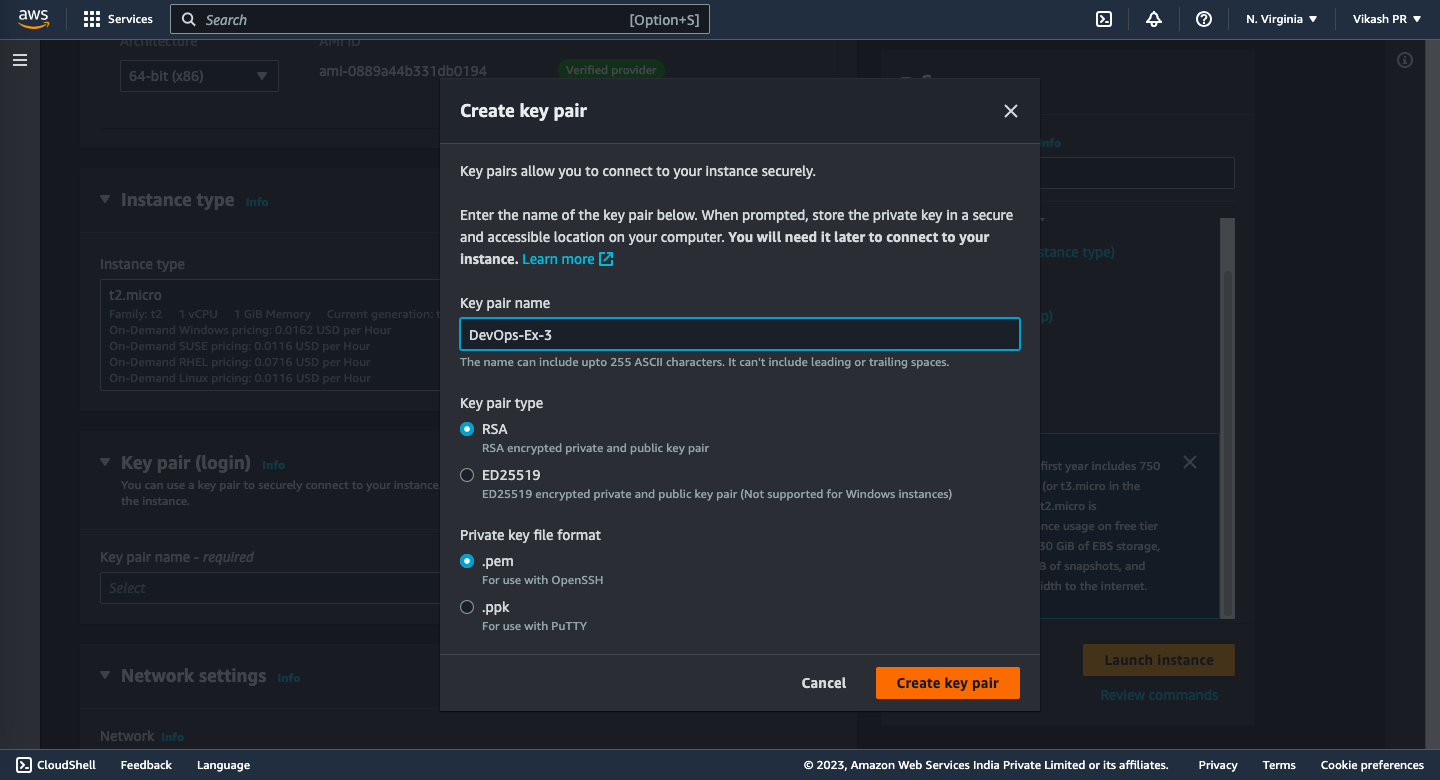 aws
Services
Search
[Option+S]
N. Virginia
Vikash PR
Architecture
AMI ID
64-bit (x86)
ami-0889a44b331db0194
Verified provider
Create key pair
Key pairs allow you to connect to your instance securely.
Enter the name of the key pair below. When prompted, store the private key in a secure
and accessible location on your computer. You will need it later to connect to your
instance. Learn more
Key pair name
DevOps-Ex-3
The name can include upto 255 ASCII characters. It can't include leading or trailing spaces.
Key pair type
RSA
RSA encrypted private and public key pair
ED25519
ED25519 encrypted private and public key pair (Not supported for Windows instances)
Private key file format
.pem
For use with OpenSSH
.ppk
For use with PuTTY
Cancel
Create key pair
Instance type Info
Instance type
t2.micro
Family: t2 1 vCPU 1 GiB Memory Current generation:
On-Demand Windows pricing: 0.0162 USD per Hour
On-Demand SUSE pricing: 0.0116 USD per Hour
On-Demand RHEL pricing: 0.0716 USD per Hour
On-Demand Linux pricing: 0.0116 USD per Hour
Key pair (login) Info
You can use a key pair to securely connect to your instance.
the instance.
Key pair name - required
Select
Network settings Info
Network Info
nfo
stance type)
p)
first year includes 750
(or t3.micro in the
t2.micro is
nce usage on free tier
30 GiB of EBS storage,
B of snapshots, and
idth to the internet.
Launch instance
Review commands
CloudShell
Feedback
Language
© 2023, Amazon Web Services India Private Limited or its affiliates.
Privacy
Terms
Cookie preferences